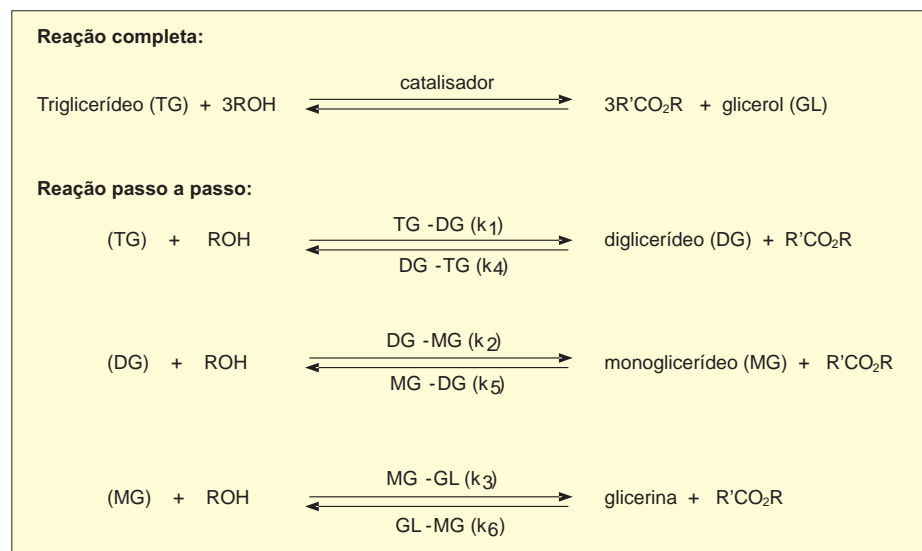 Reação completa:
catalisador
Triglicerídeo (TG) + 3ROH 3R’CO₂R + glicerol (GL)
Reação passo a passo:
TG -DG (k₁)
(TG) + ROH diglicerídeo (DG) + R’CO₂R
DG -TG (k₄)
DG -MG (k₂)
(DG) + ROH monoglicerídeo (MG) + R’CO₂R
MG -DG (k₅)
MG -GL (k₃)
(MG) + ROH glicerina + R’CO₂R
GL -MG (k₆)